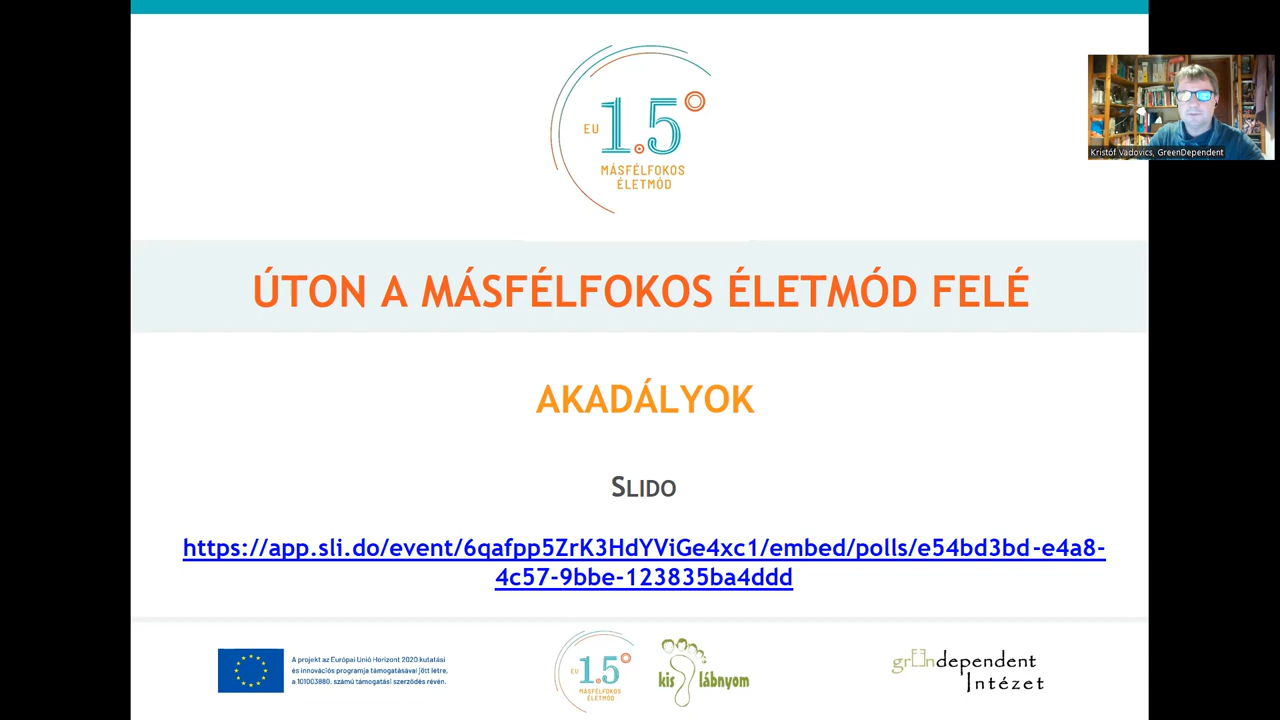 EU 1.5°
MÁSFÉLFOKOS
ÉLETMÓD
Kristóf Vadovics, GreenDependent
ÚTON A MÁSFÉLFOKOS ÉLETMÓD FELÉ
AKADÁLYOK
SLIDO
https://app.sli.do/event/6qafpp5ZrK3HdYViGe4xc1/embed/polls/e54bd3bd-e4a8-
4c57-9bbe-123835ba4ddd
A projekt az Európai Unió Horizont 2020 kutatási
és innovációs programja támogatásával jött létre,
a 101003880. számú támogatási szerződés révén.
EU 1.5°
MÁSFÉLFOKOS
ÉLETMÓD
kis lábnyom
greendependent
Intézet